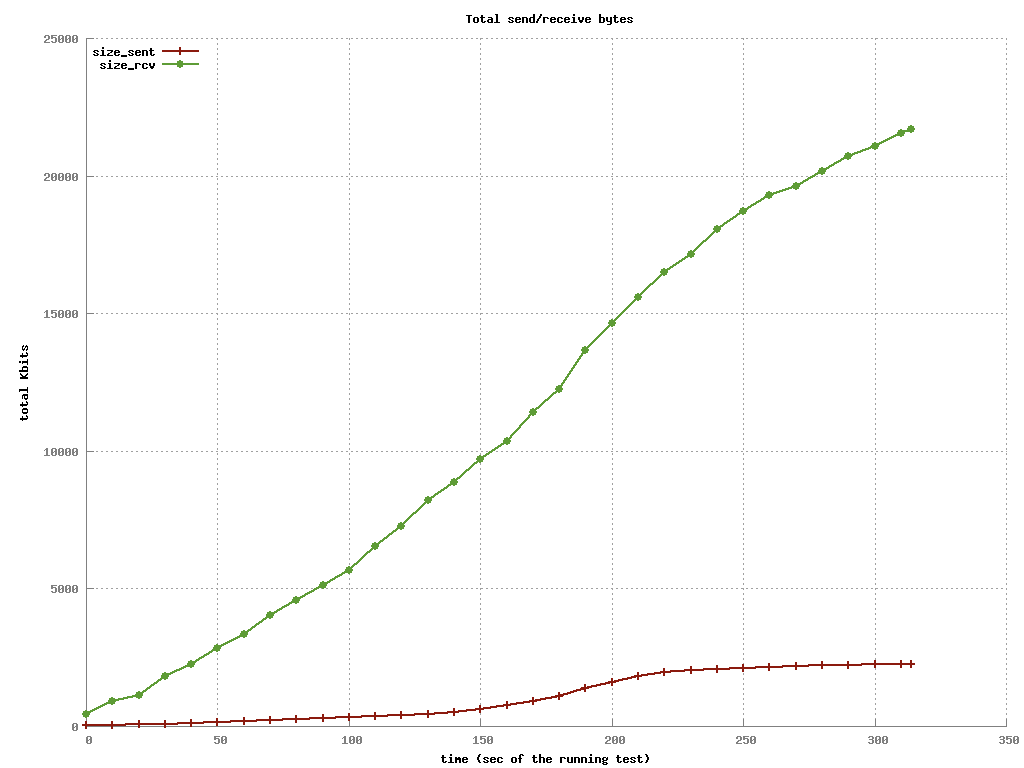 Total send/receive bytes
25000
size_sent
size_rcv
20000
15000
total Kbits
10000
5000
0
0 50 100 150 200 250 300 350
time (sec of the running test)